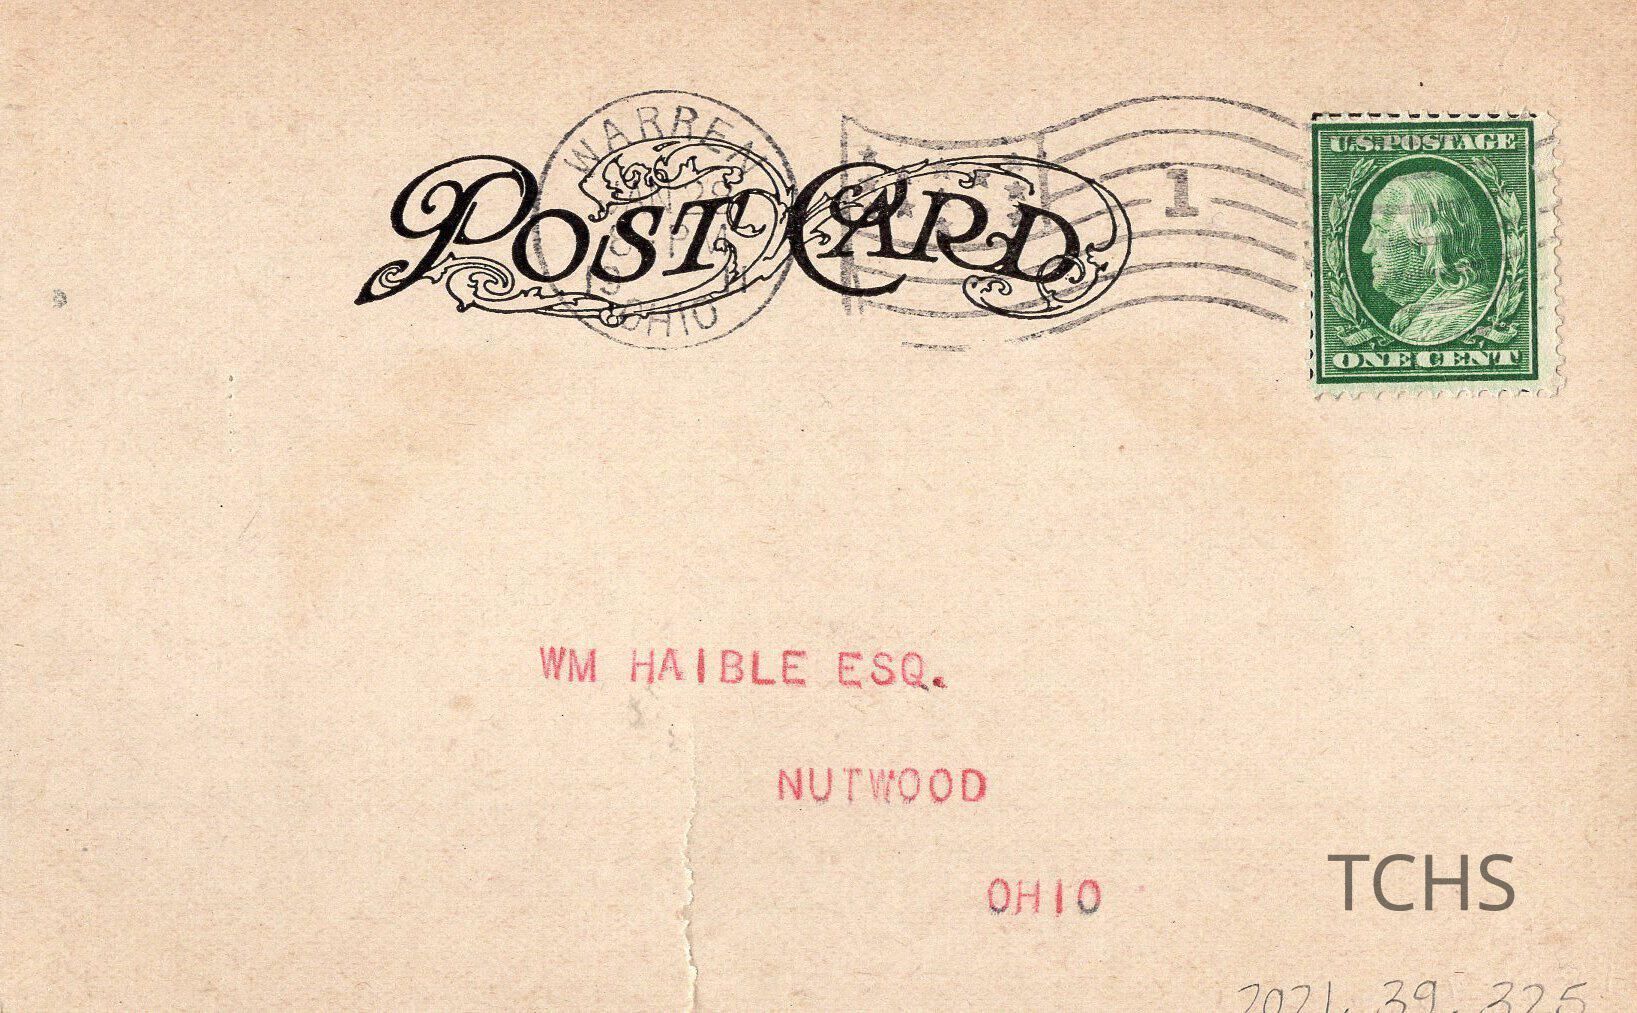 WARREN
POST CARD
OHIO
1
U.S. POSTAGE
ONE CENT
WM HAIBLE ESQ.
NUTWOOD
OHIO
TCHS
2021.39.325